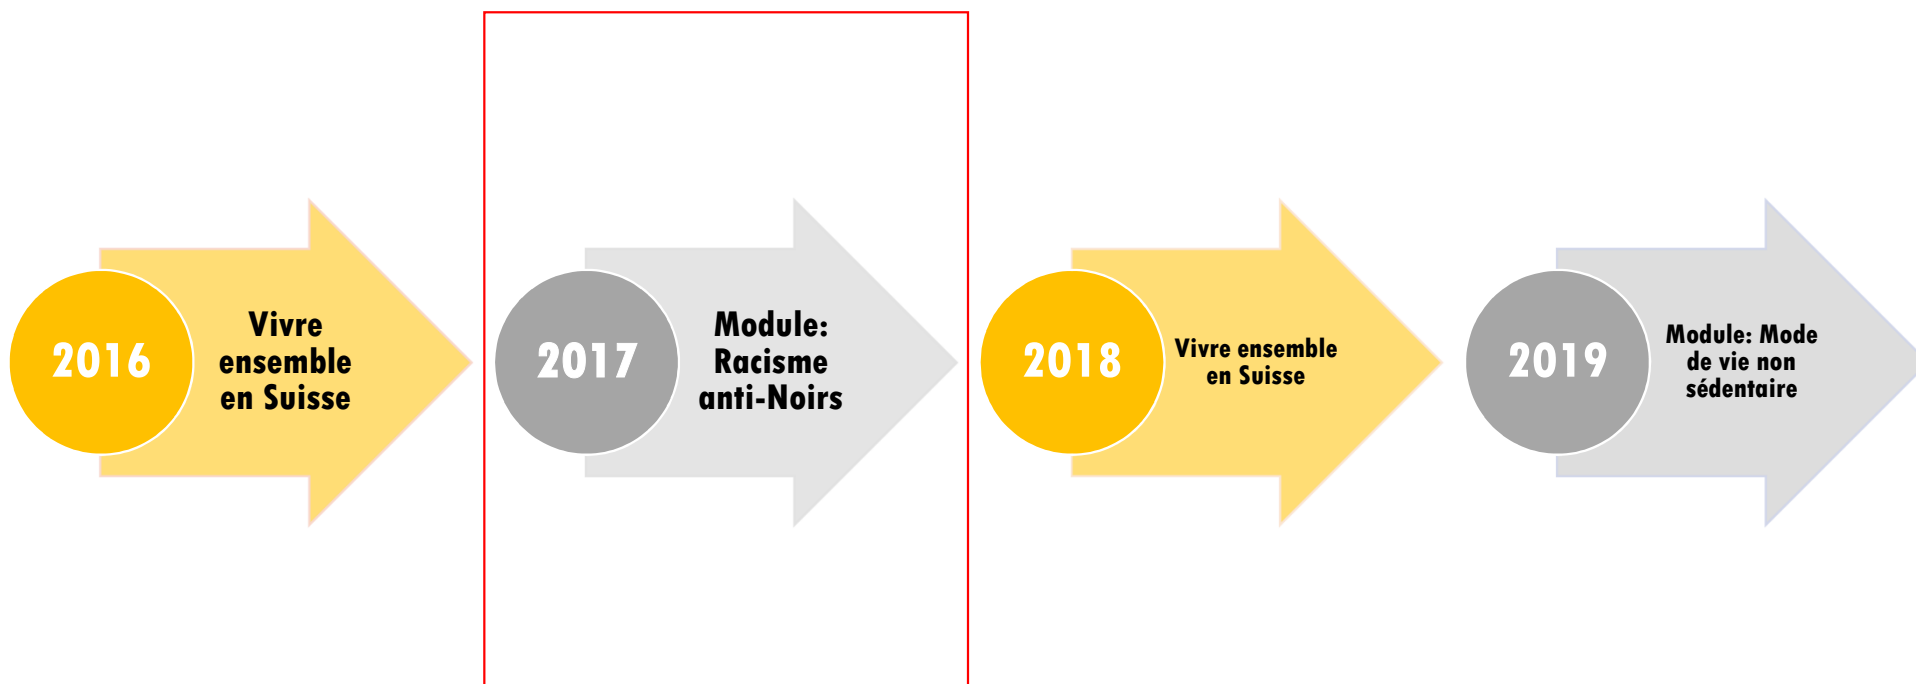 2016
Vivre
ensemble
en Suisse
2017
Module:
Racisme
anti-Noirs
2018
Vivre ensemble
en Suisse
2019
Module: Mode
de vie non
sédentaire